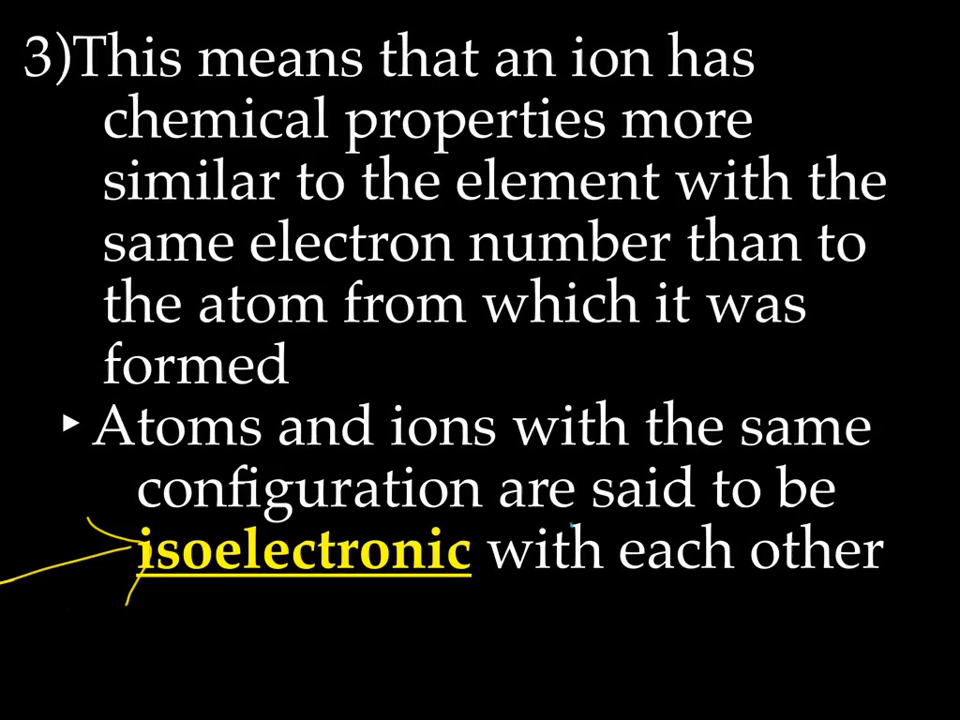 3)This means that an ion has
chemical properties more
similar to the element with the
same electron number than to
the atom from which it was
formed
‣ Atoms and ions with the same
configuration are said to be
isoelectronic with each other